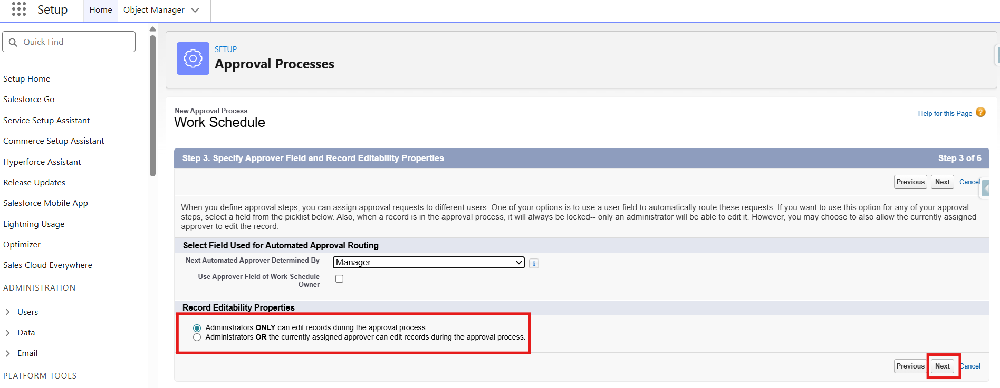 Setup
Home
Object Manager
Quick Find
Setup Home
Salesforce Go
Service Setup Assistant
Commerce Setup Assistant
Hyperforce Assistant
Release Updates
Salesforce Mobile App
Lightning Usage
Optimizer
Sales Cloud Everywhere
ADMINISTRATION
Users
Data
Email
PLATFORM TOOLS
SETUP
Approval Processes
New Approval Process
Work Schedule
Help for this Page ?
Step 3. Specify Approver Field and Record Editability Properties
Step 3 of 6
Previous Next Cancel
When you define approval steps, you can assign approval requests to different users. One of your options is to use a user field to automatically route these requests. If you want to use this option for any of your approval
steps, select a field from the picklist below. Also, when a record is in the approval process, it will always be locked-- only an administrator will be able to edit it. However, you may choose to also allow the currently assigned
approver to edit the record.
Select Field Used for Automated Approval Routing
Next Automated Approver Determined By
Manager
i
Use Approver Field of Work Schedule
Owner
Record Editability Properties
Administrators ONLY can edit records during the approval process.
Administrators OR the currently assigned approver can edit records during the approval process.
Previous Next Cancel